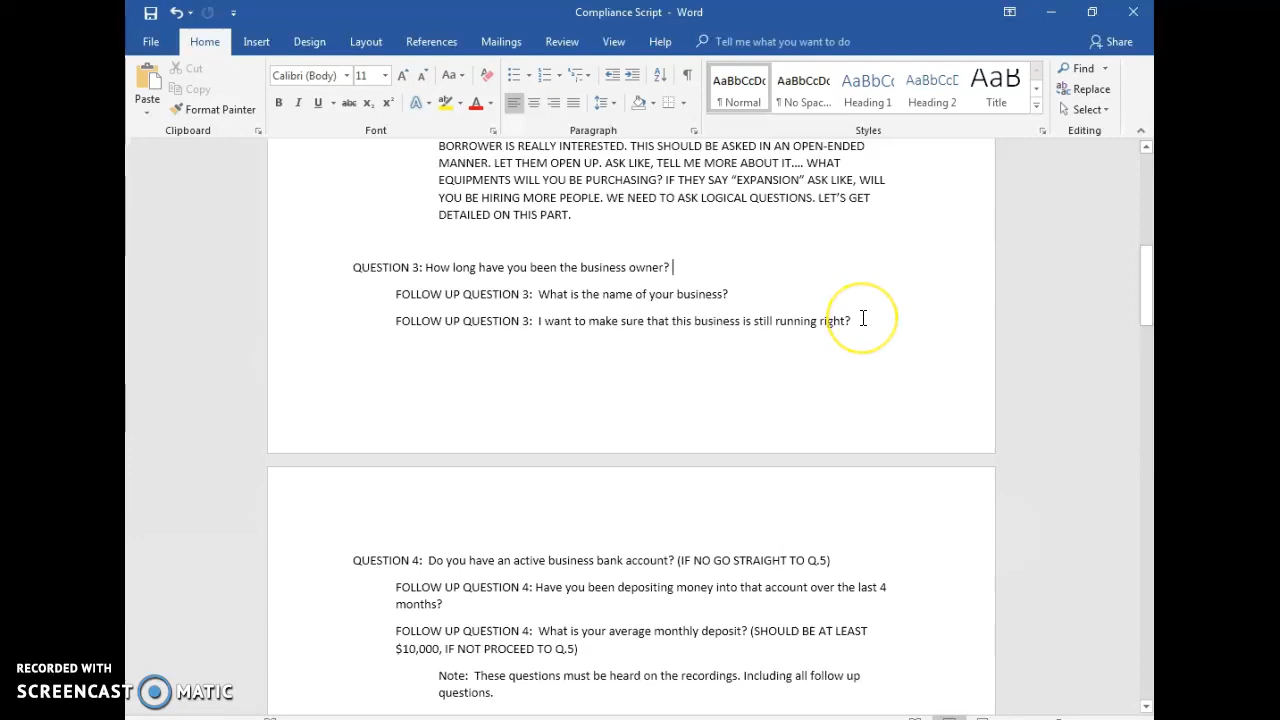 Compliance Script - Word
File Home Insert Design Layout References Mailings Review View Help Tell me what you want to do Share
Paste
Cut
Copy
Format Painter
Clipboard
Calibri (Body) 11
Font
Paragraph
AaBbCcDc ¶ Normal
AaBbCcDc ¶ No Spac...
AaBbCc Heading 1
AaBbCcC Heading 2
AaB Title
Styles
Find
Replace
Select
Editing
BORROWER IS REALLY INTERESTED. THIS SHOULD BE ASKED IN AN OPEN-ENDED
MANNER. LET THEM OPEN UP. ASK LIKE, TELL ME MORE ABOUT IT.... WHAT
EQUIPMENTS WILL YOU BE PURCHASING? IF THEY SAY “EXPANSION” ASK LIKE, WILL
YOU BE HIRING MORE PEOPLE. WE NEED TO ASK LOGICAL QUESTIONS. LET’S GET
DETAILED ON THIS PART.
QUESTION 3: How long have you been the business owner?
FOLLOW UP QUESTION 3: What is the name of your business?
FOLLOW UP QUESTION 3: I want to make sure that this business is still running right?
QUESTION 4: Do you have an active business bank account? (IF NO GO STRAIGHT TO Q.5)
FOLLOW UP QUESTION 4: Have you been depositing money into that account over the last 4
months?
FOLLOW UP QUESTION 4: What is your average monthly deposit? (SHOULD BE AT LEAST
$10,000, IF NOT PROCEED TO Q.5)
Note: These questions must be heard on the recordings. Including all follow up
questions.
RECORDED WITH
SCREENCAST MATIC